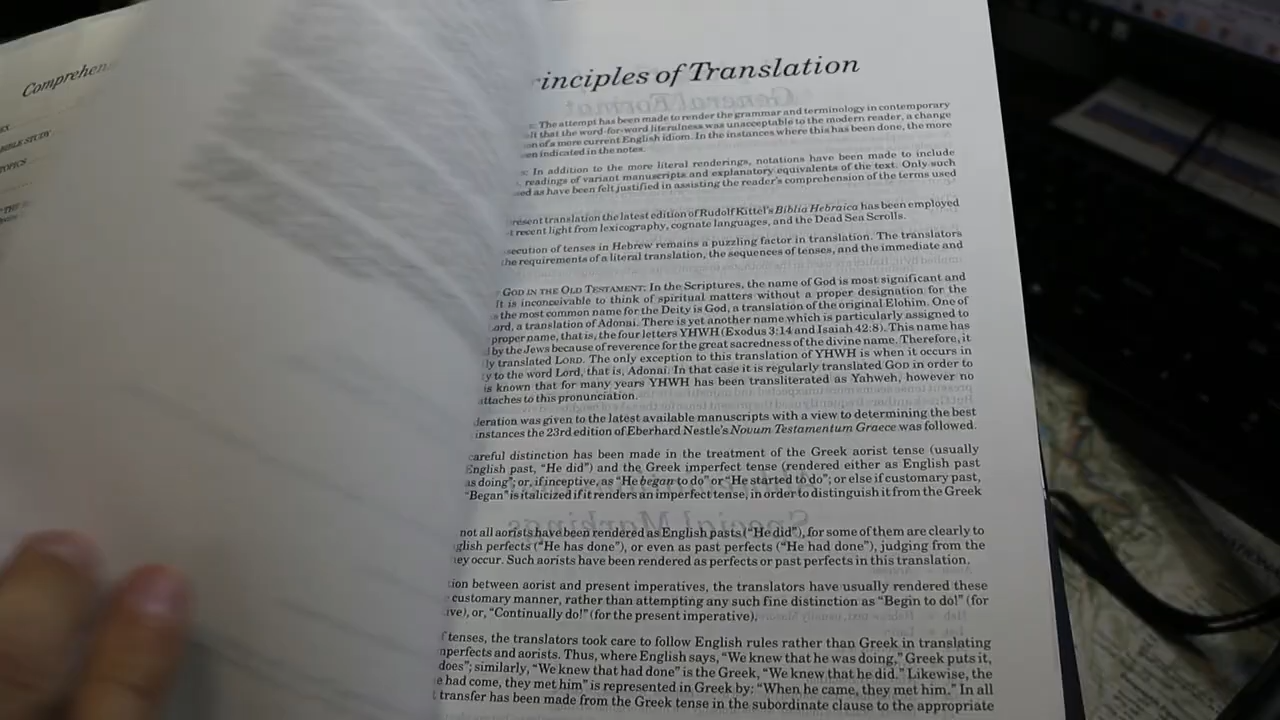 Comprehen
BIBLE STUDY
TOPICS
rinciples of Translation
The attempt has been made to render the grammar and terminology in contemporary
that the word-for-word literalness was unacceptable to the modern reader, a change
of a more current English idiom. In the instances where this has been done, the more
en indicated in the notes.
In addition to the more literal renderings, notations have been made to include
readings of variant manuscripts and explanatory equivalents of the text. Only such
ed as have been felt justified in assisting the reader's comprehension of the terms used
resent translation the latest edition of Rudolf Kittel's Biblia Hebraica has been employed
t recent light from lexicography, cognate languages, and the Dead Sea Scrolls.
secution of tenses in Hebrew remains a puzzling factor in translation. The translators
the requirements of a literal translation, the sequences of tenses, and the immediate and
GOD IN THE OLD TESTAMENT: In the Scriptures, the name of God is most significant and
It is inconceivable to think of spiritual matters without a proper designation for the
s the most common name for the Deity is God, a translation of the original Elohim. One of
ord, a translation of Adonai. There is yet another name which is particularly assigned to
proper name, that is, the four letters YHWH (Exodus 3:14 and Isaiah 42:8). This name has
d by the Jews because of reverence for the great sacredness of the divine name. Therefore, it
ly translated LORD. The only exception to this translation of YHWH is when it occurs in
y to the word Lord, that is, Adonai. In that case it is regularly translated GOD in order to
is known that for many years YHWH has been transliterated as Yahweh, however no
attaches to this pronunciation.
deration was given to the latest available manuscripts with a view to determining the best
instances the 23rd edition of Eberhard Nestle's Novum Testamentum Graece was followed.
careful distinction has been made in the treatment of the Greek aorist tense (usually
English past, “He did”) and the Greek imperfect tense (rendered either as English past
as doing”; or, if inceptive, as “He began to do” or “He started to do”; or else if customary past,
“Began” is italicized if it renders an imperfect tense, in order to distinguish it from the Greek
not all aorists have been rendered as English pasts (“He did”), for some of them are clearly to
glish perfects (“He has done”), or even as past perfects (“He had done”), judging from the
ey occur. Such aorists have been rendered as perfects or past perfects in this translation.
tion between aorist and present imperatives, the translators have usually rendered these
customary manner, rather than attempting any such fine distinction as “Begin to do!” (for
ive), or, “Continually do!” (for the present imperative).
f tenses, the translators took care to follow English rules rather than Greek in translating
mperfects and aorists. Thus, where English says, “We knew that he was doing,” Greek puts it,
does”; similarly, “We knew that had done” is the Greek, “We knew that he did.” Likewise, the
e had come, they met him” is represented in Greek by: “When he came, they met him.” In all
transfer has been made from the Greek tense in the subordinate clause to the appropriate